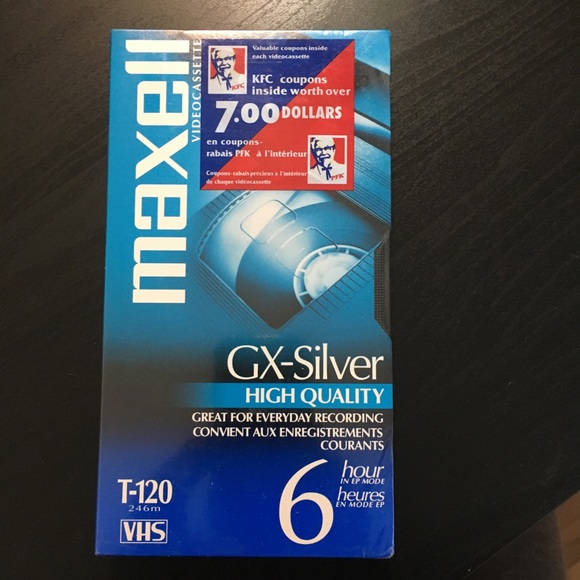 maxell
VIDEOCASSETTE
Valuable coupons inside
each videocassette
KFC
KFC coupons
inside worth over
7.00 DOLLARS
en coupons-
rabais PFK à l'intérieur
PFK
Coupons-rabais précieux à l'intérieur
de chaque videocassette
GX-Silver
HIGH QUALITY
GREAT FOR EVERYDAY RECORDING
CONVIENT AUX ENREGISTREMENTS
COURANTS
T-120
246m
VHS
6 hour
IN EP MODE
heures
EN MODE EP